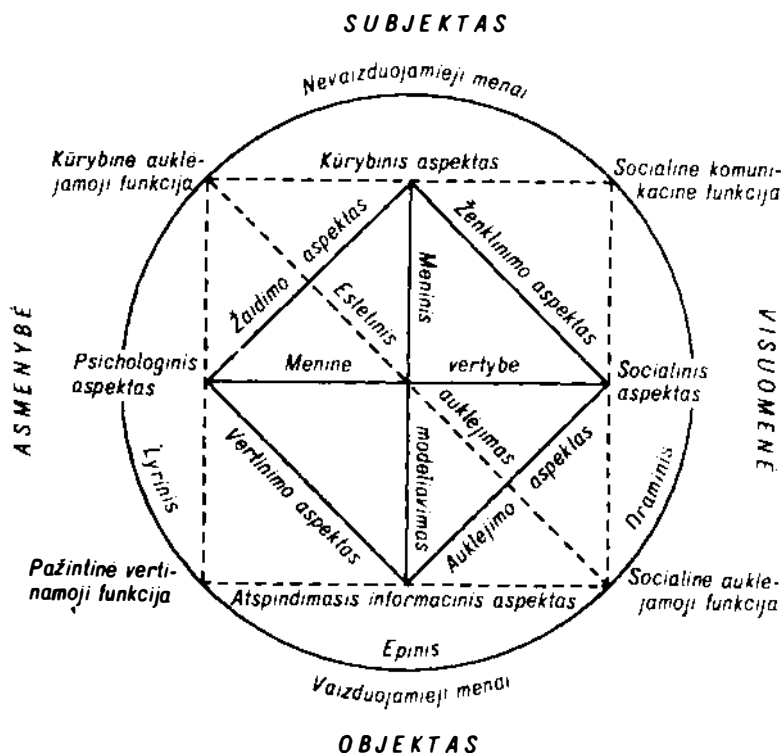 SUBJEKTAS
Nevaizduojamieji menai
Kūrybinė auklė-
jamoji funkcija
Kūrybinis aspektas
Socialinė komuni-
kacinė funkcija
Žaidimo aspektas
Estetinis
Meninis
Ženklinimo aspektas
ASMENYBĖ
Psichologinis
aspektas
Meninė vertybė
Socialinis
aspektas
VISUOMENĖ
Lyrinis
Vertinimo aspektas
modeliavimas
auklėjimas
Auklėjimo aspektas
Draminis
Pažintinė verti-
namoji funkcija
Atspindimasis informacinis aspektas
Socialinė auklė-
jamoji funkcija
Epinis
Vaizduojamieji menai
OBJEKTAS